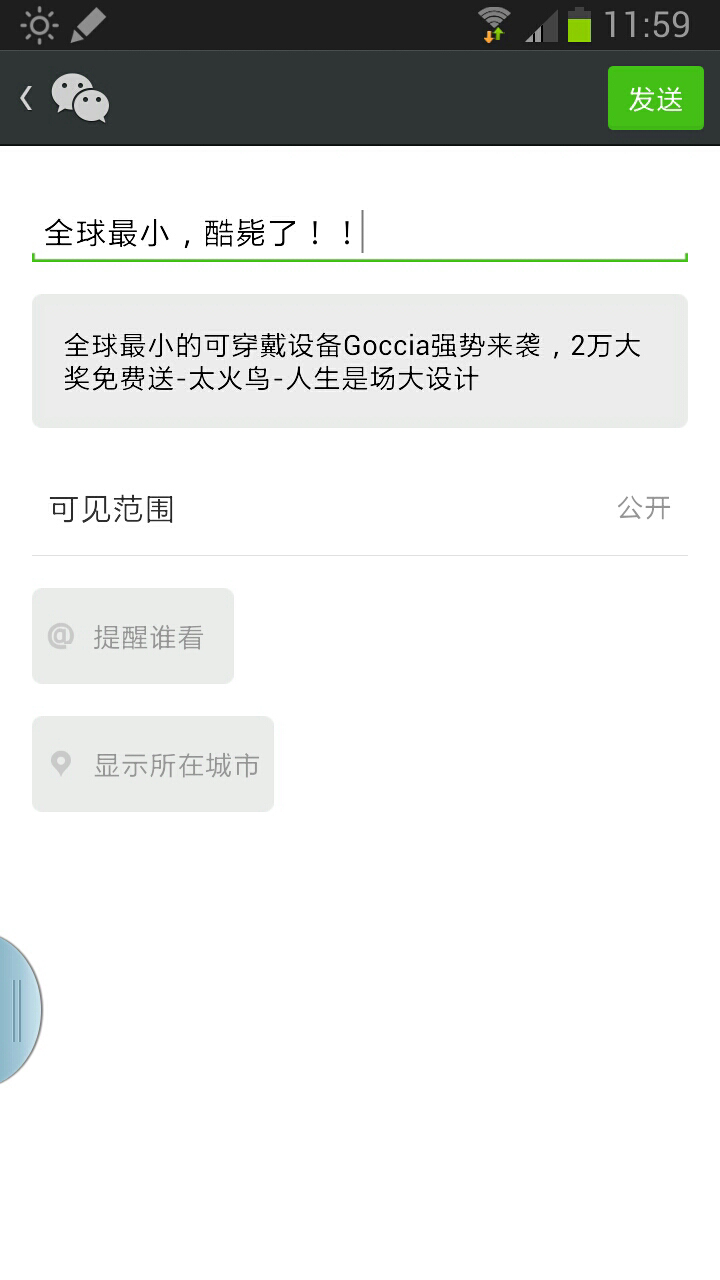 11:59
发送
全球最小，酷毙了！！
全球最小的可穿戴设备Goccia强势来袭，2万大
奖免费送-太火鸟-人生是场大设计
可见范围
公开
@ 提醒谁看
显示所在城市